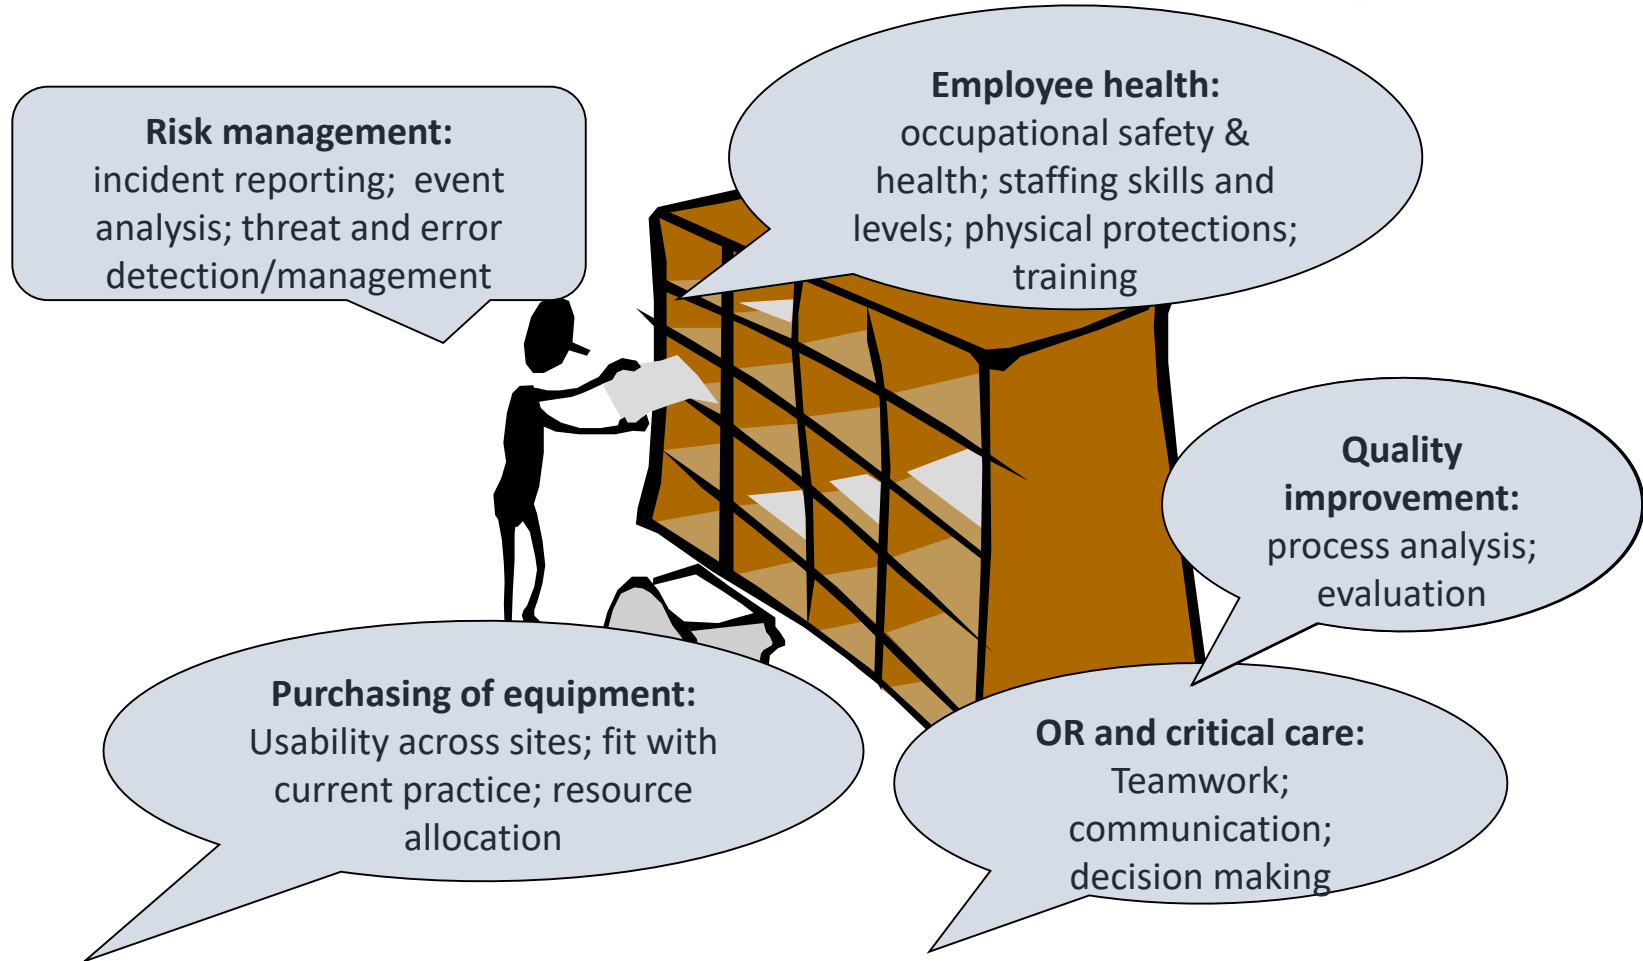 Risk management:
incident reporting;  event
analysis; threat and error
detection/management
Employee health:
occupational safety &
health; staffing skills and
levels; physical protections;
training
Quality
improvement:
process analysis;
evaluation
Purchasing of equipment:
Usability across sites; fit with
current practice; resource
allocation
OR and critical care:
Teamwork;
communication;
decision making